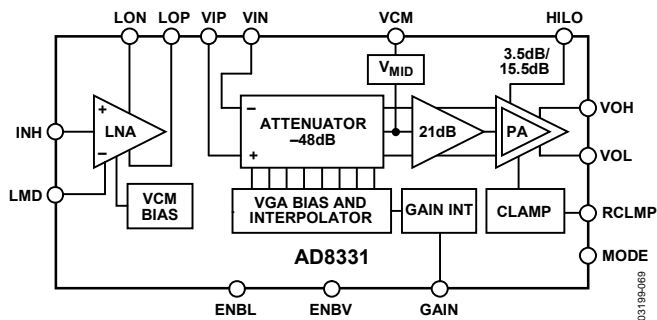 LON LOP VIP VIN VCM HILO
3.5dB/
15.5dB
VMID
+
LNA
–
–
ATTENUATOR
–48dB
+
21dB
PA
INH
LMD
VOH
VOL
VCM
BIAS
VGA BIAS AND
INTERPOLATOR
GAIN INT
CLAMP
RCLMP
AD8331
MODE
ENBL ENBV GAIN
03199-069